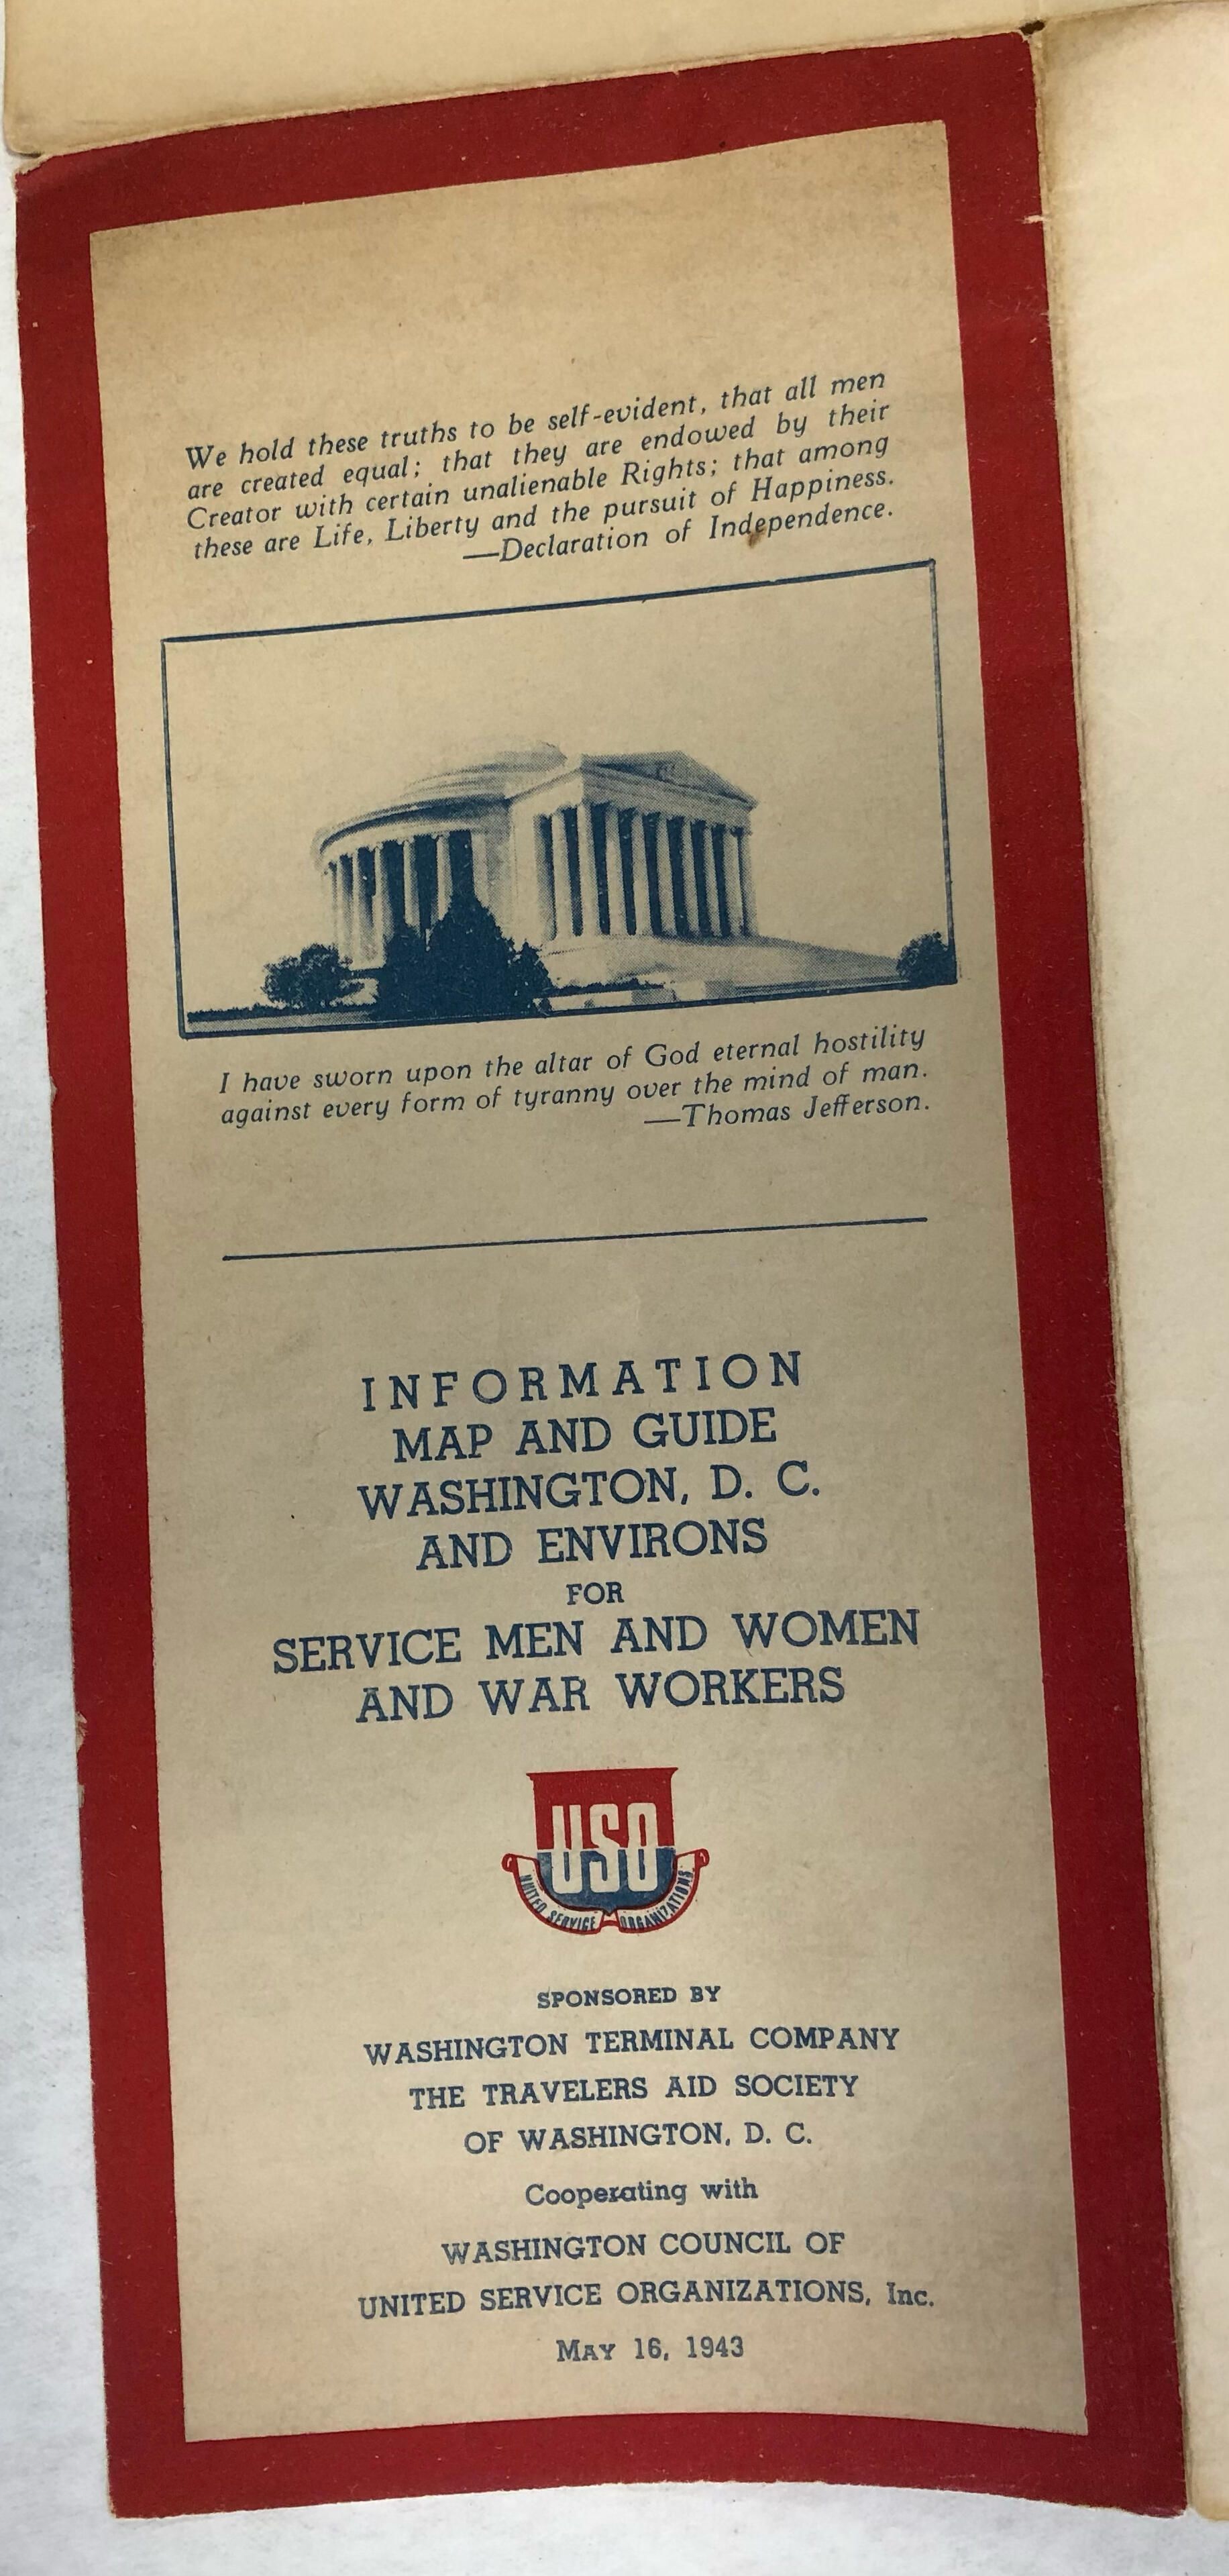 We hold these truths to be self-evident, that all men
are created equal; that they are endowed by their
Creator with certain unalienable Rights; that among
these are Life, Liberty and the pursuit of Happiness.
—Declaration of Independence.
I have sworn upon the altar of God eternal hostility
against every form of tyranny over the mind of man.
—Thomas Jefferson.
INFORMATION
MAP AND GUIDE
WASHINGTON, D. C.
AND ENVIRONS
FOR
SERVICE MEN AND WOMEN
AND WAR WORKERS
USO
UNITED SERVICE ORGANIZATIONS
SPONSORED BY
WASHINGTON TERMINAL COMPANY
THE TRAVELERS AID SOCIETY
OF WASHINGTON, D. C.
Cooperating with
WASHINGTON COUNCIL OF
UNITED SERVICE ORGANIZATIONS, Inc.
MAY 16, 1943